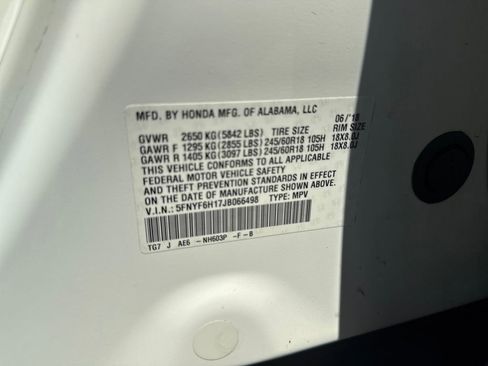 MFD. BY HONDA MFG. OF ALABAMA, LLC 06/'18
GVWR 2650 KG(5842 LBS) TIRE SIZE RIM SIZE
GAWR F 1295 KG(2855 LBS)245/60R18 105H 18X8.0J
GAWR R 1405 KG(3097 LBS)245/60R18 105H 18X8.0J
THIS VEHICLE CONFORMS TO ALL APPLICABLE
FEDERAL MOTOR VEHICLE SAFETY
AND THEFT PREVENTION STANDARDS IN EFFECT
ON THE DATE OF MANUFACTURE SHOWN ABOVE.
V.I.N.: 5FNYF6H17JB066498 TYPE: MPV
TG7 J AE6 -NH603P -F -B